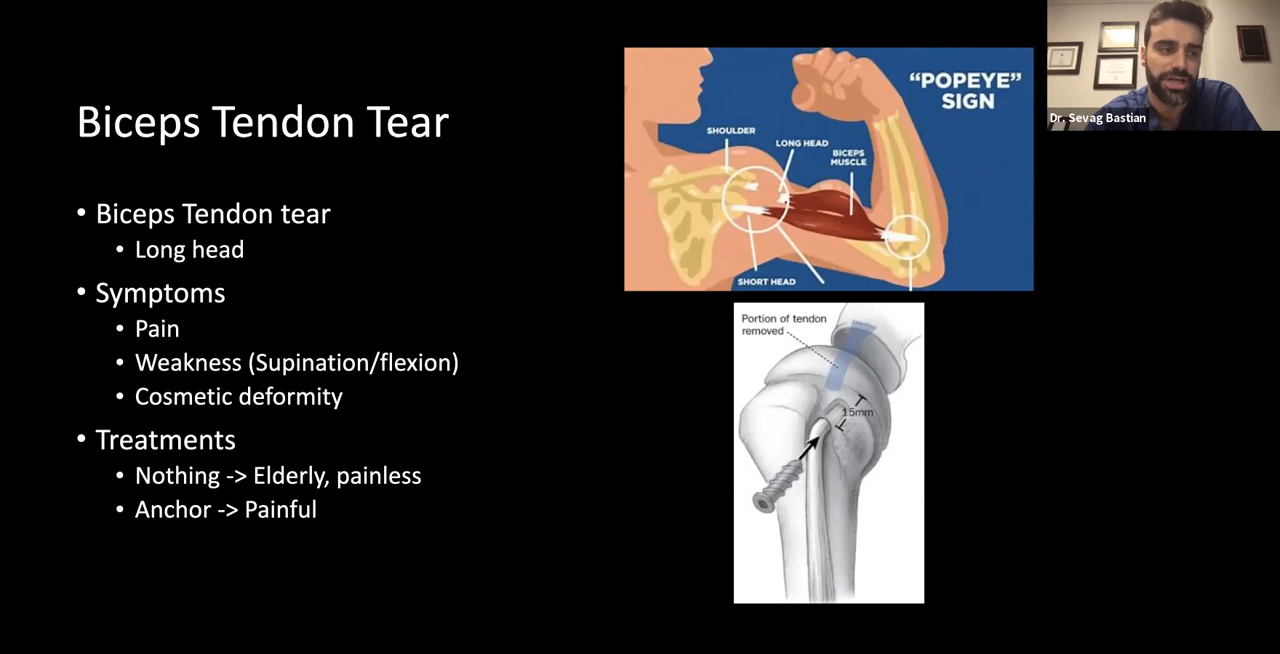 Biceps Tendon Tear
• Biceps Tendon tear
• Long head
• Symptoms
• Pain
• Weakness (Supination/flexion)
• Cosmetic deformity
• Treatments
• Nothing -> Elderly, painless
• Anchor -> Painful
"POPEYE"
SIGN
SHOULDER
LONG HEAD
BICEPS
MUSCLE
SHORT HEAD
Portion of tendon
removed
15mm
Dr. Sevag Bastian